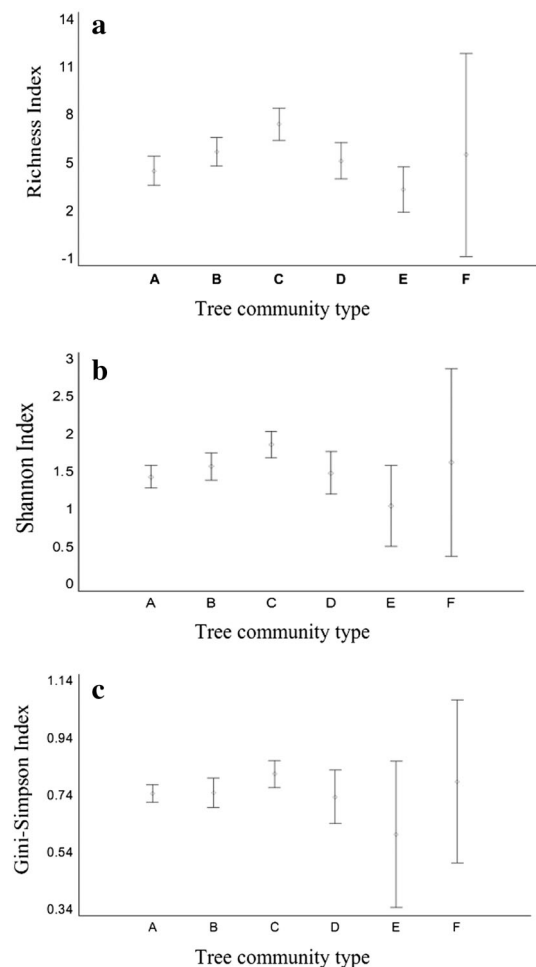 a
14
11
8
5
2
-1
Richness Index
A B C D E F
Tree community type
b
3
2.5
2
1.5
1
0.5
0
Shannon Index
A B C D E F
Tree community type
c
1.14
0.94
0.74
0.54
0.34
Gini-Simpson Index
A B C D E F
Tree community type